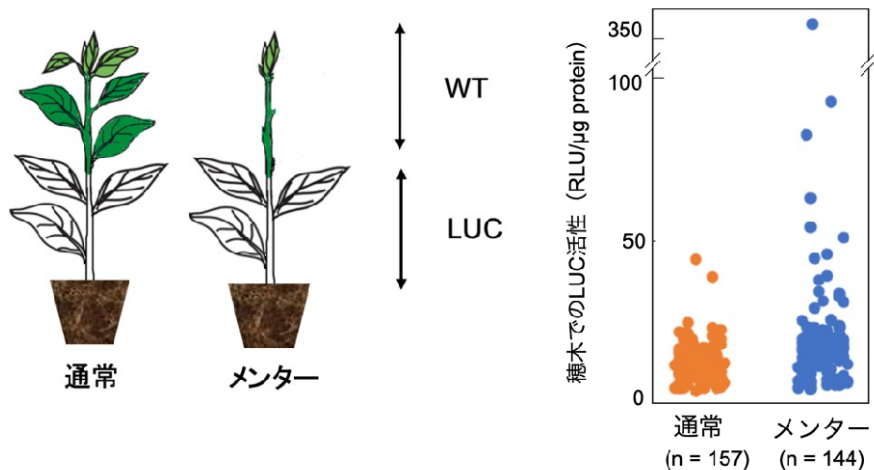 WT
LUC
通常
メンター
穂木でのLUC活性（RLU/µg protein）
350
100
50
0
通常
メンター
(n = 157)
(n = 144)